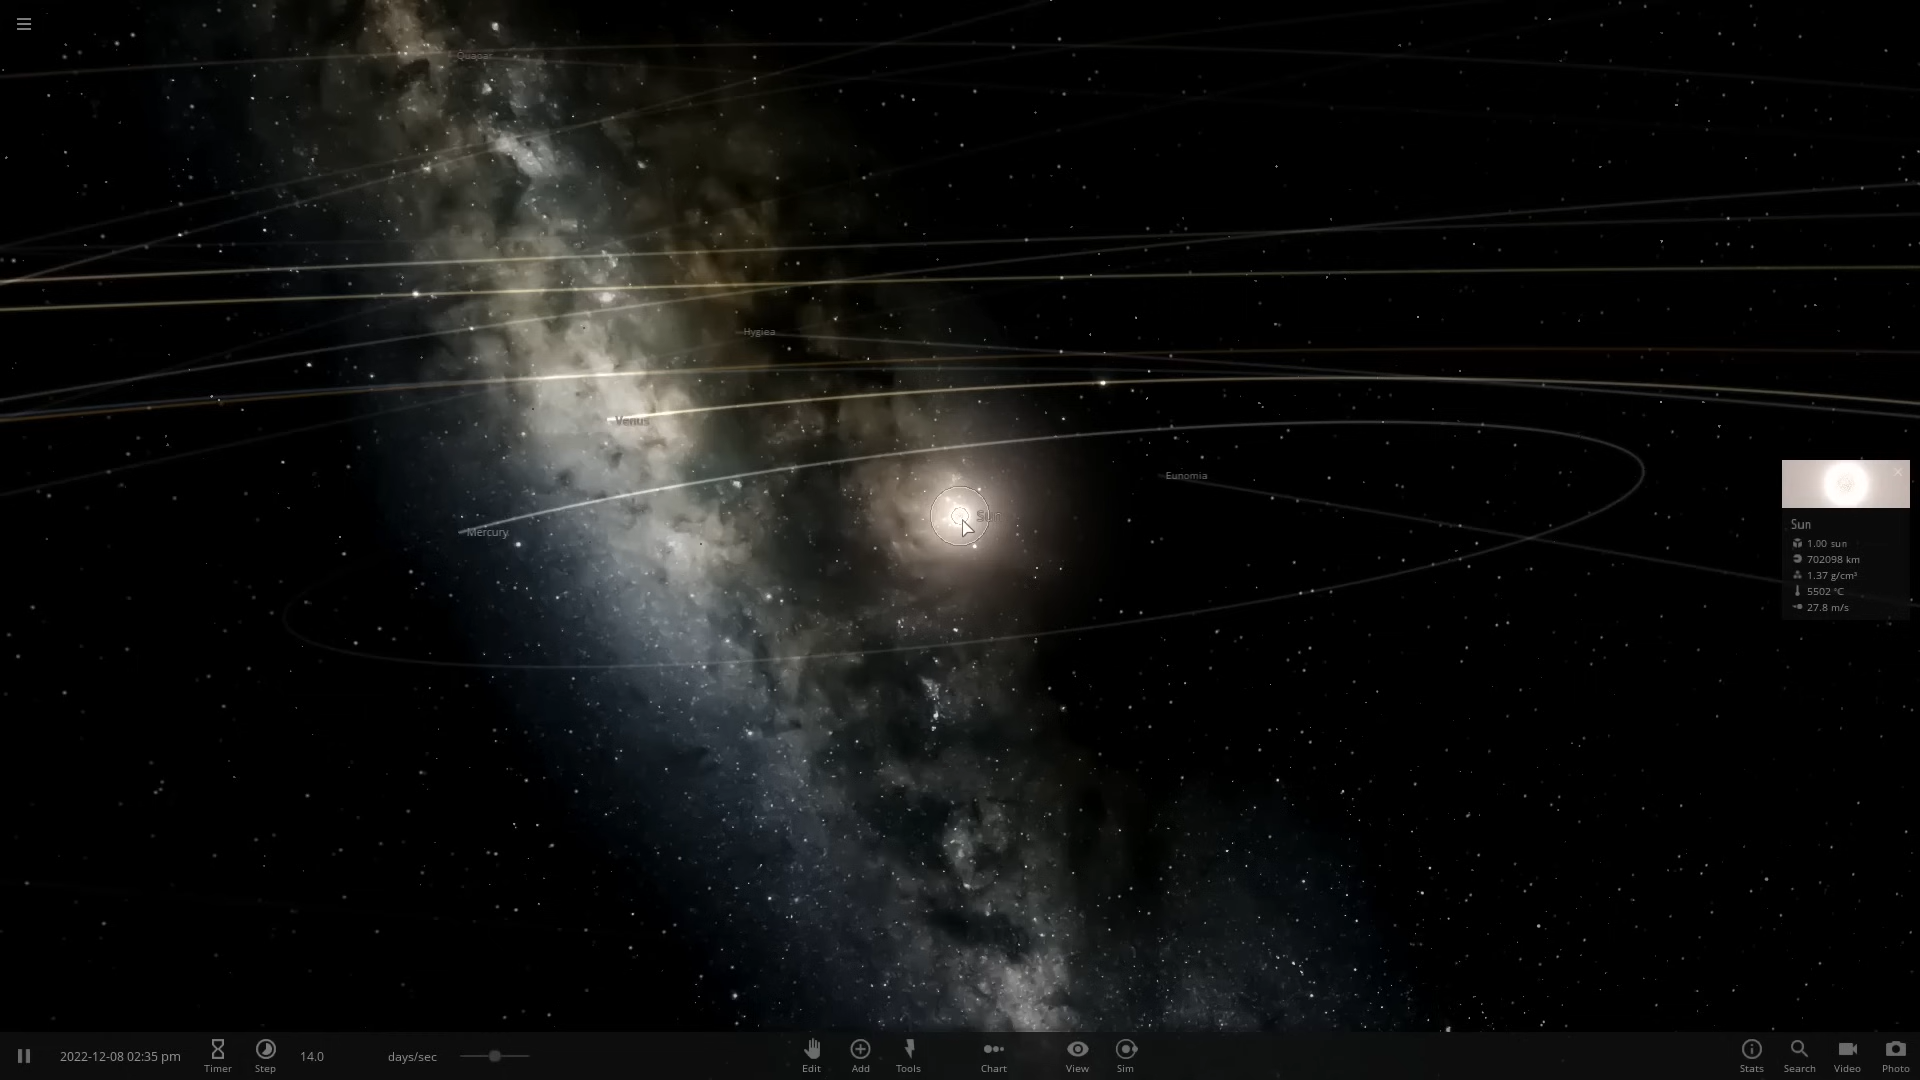 Quaoar
Hygiea
Venus
Eunomia
Sun
Mercury
Sun
1.00 sun
702098 km
1.37 g/cm³
5502 °C
27.8 m/s
2022-12-08 02:35 pm
Timer
Step
14.0
days/sec
Edit
Add
Tools
Chart
View
Sim
Stats
Search
Video
Photo